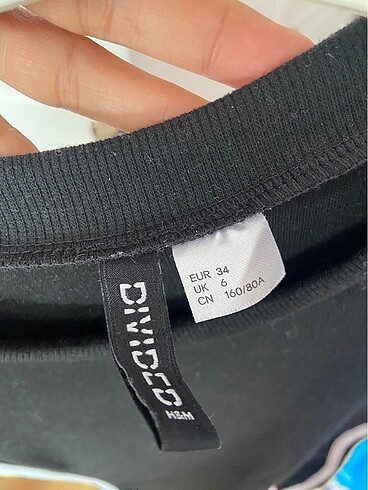 EUR 34
UK 6
CN 160/80A
DIVIDED
H&M